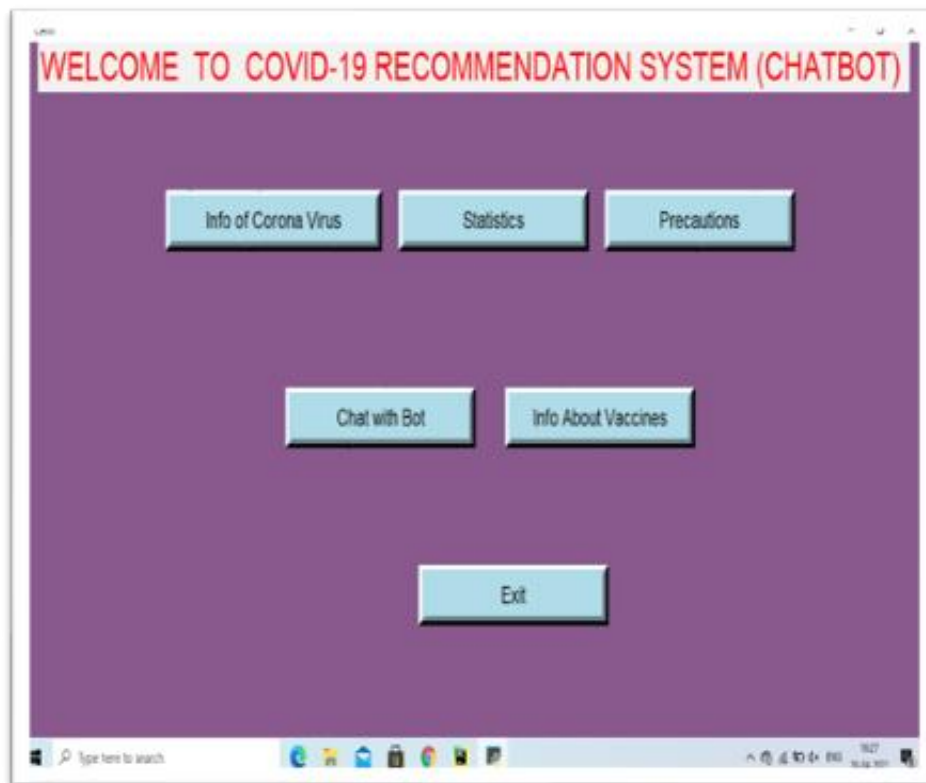 WELCOME TO COVID-19 RECOMMENDATION SYSTEM (CHATBOT)
Info of Corona Virus
Statistics
Precautions
Chat with Bot
Info About Vaccines
Exit
Type here to search
ENG